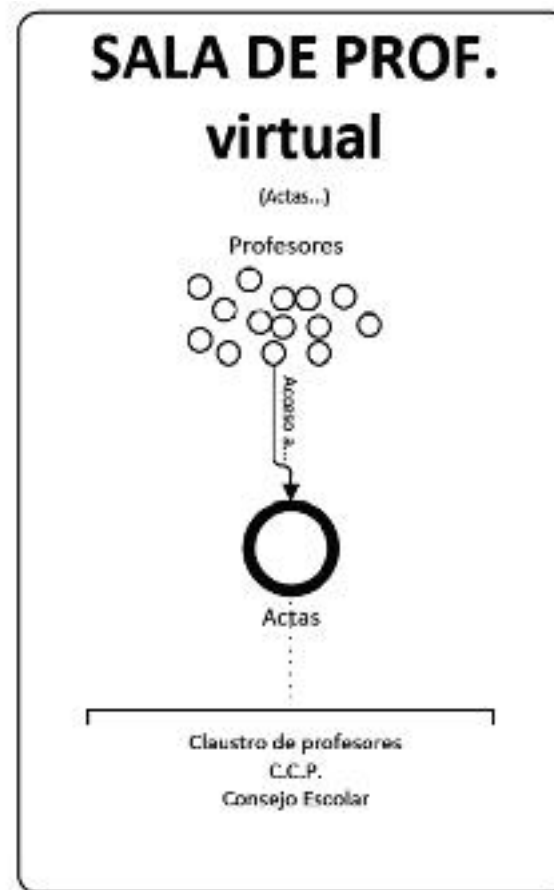 SALA DE PROF.
virtual
(Actas...)
Profesores
Acceso a...
Actas
Claustro de profesores
C.C.P.
Consejo Escolar